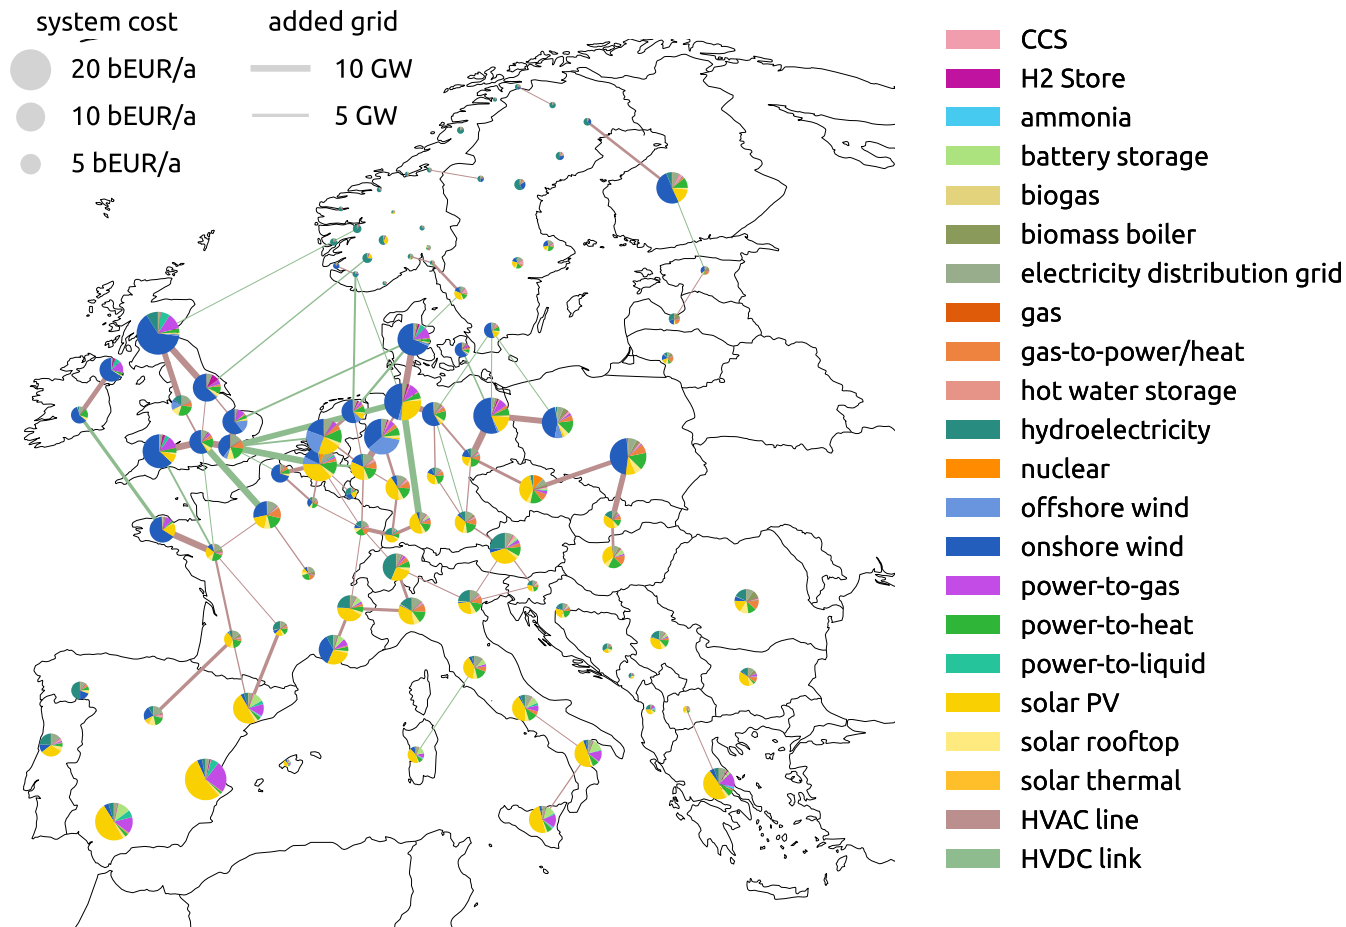 system cost
added grid
20 bEUR/a
10 GW
10 bEUR/a
5 GW
5 bEUR/a
CCS
H2 Store
ammonia
battery storage
biogas
biomass boiler
electricity distribution grid
gas
gas-to-power/heat
hot water storage
hydroelectricity
nuclear
offshore wind
onshore wind
power-to-gas
power-to-heat
power-to-liquid
solar PV
solar rooftop
solar thermal
HVAC line
HVDC link